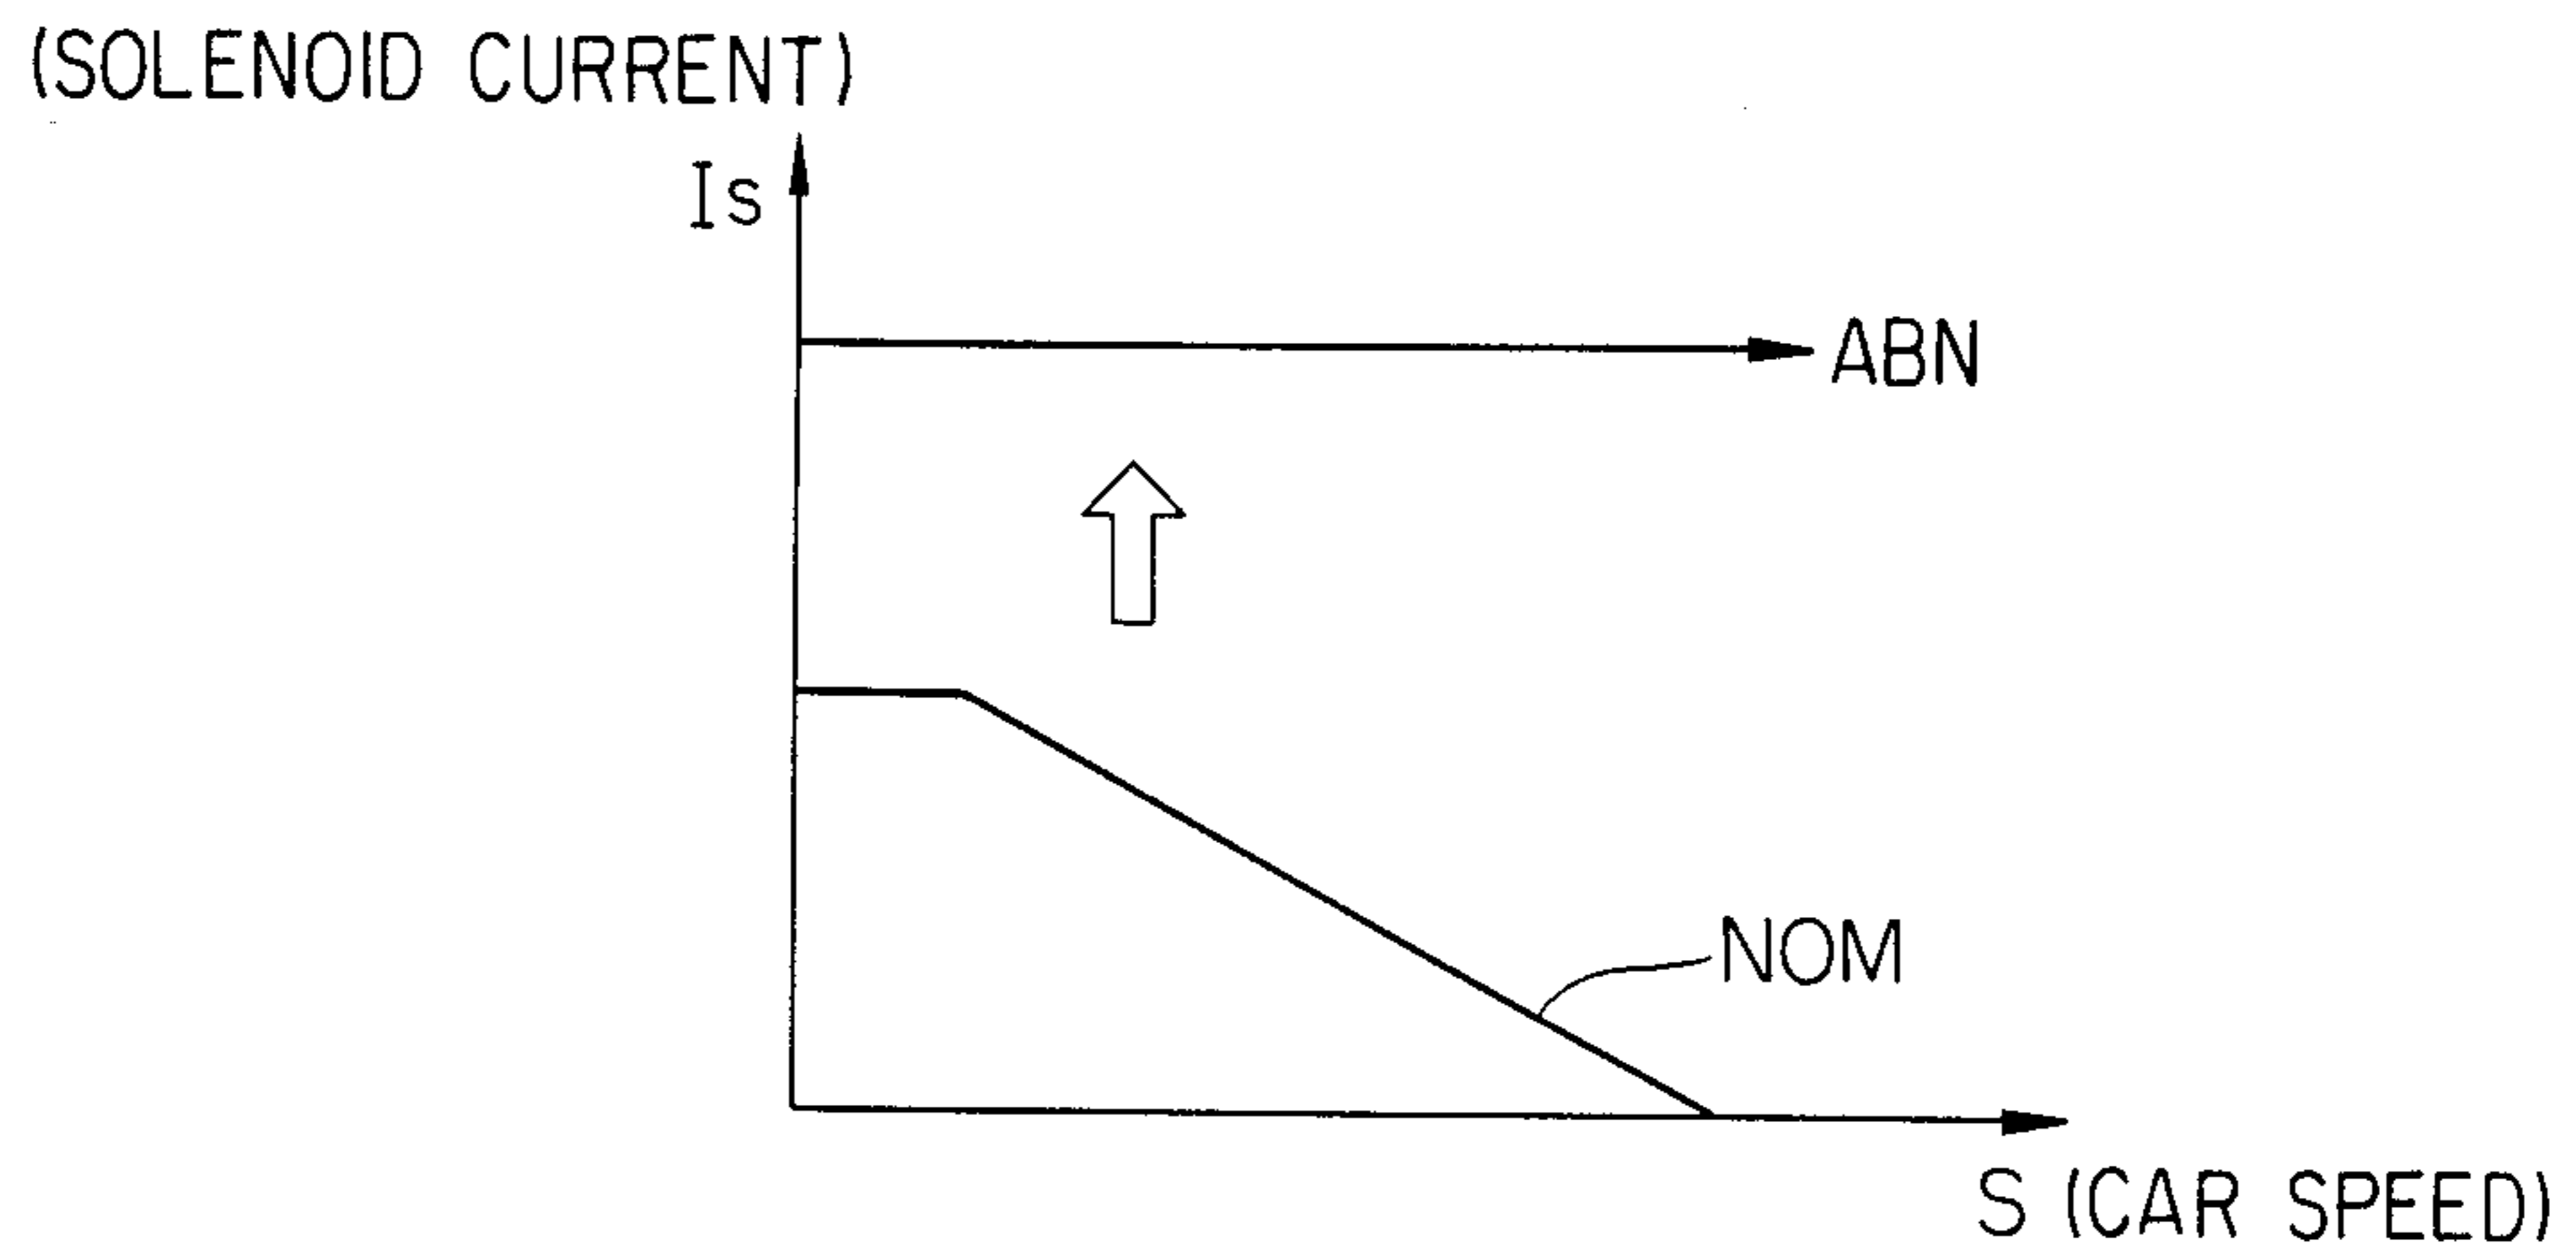 (SOLENOID CURRENT)
Is
ABN
NOM
S (CAR SPEED)